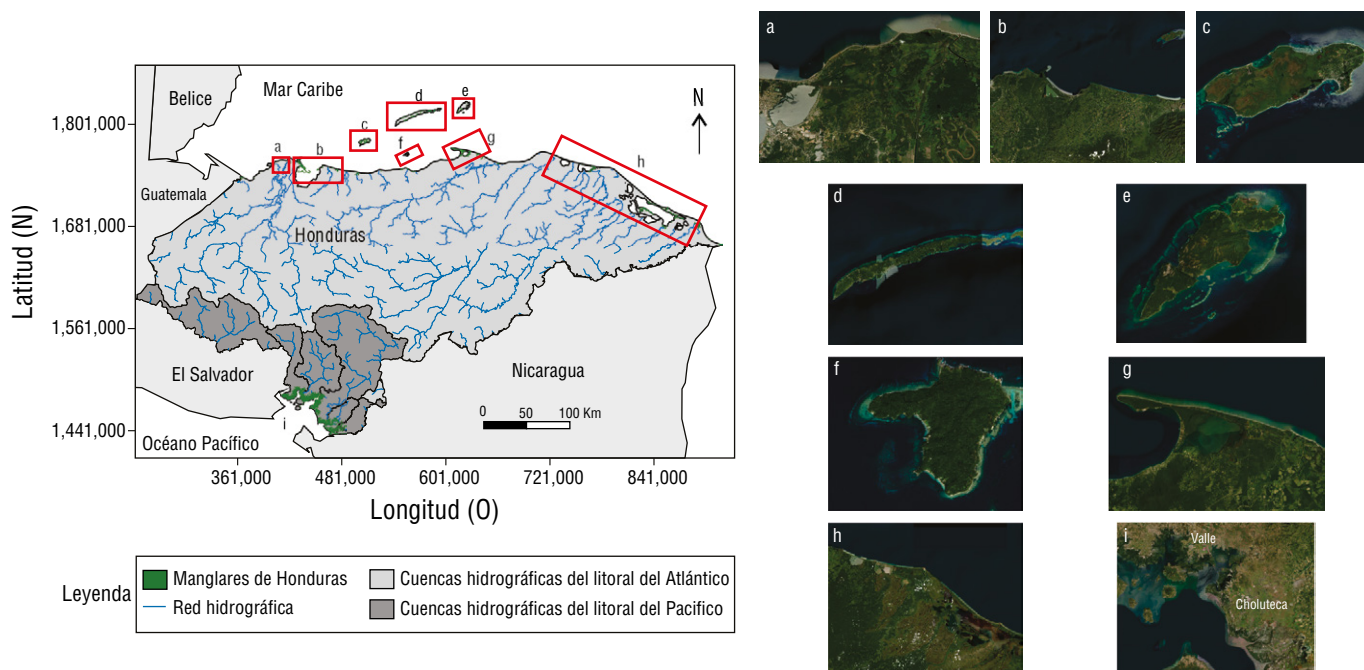 Belice
Mar Caribe
N
Guatemala
Honduras
El Salvador
Nicaragua
Océano Pacífico
a
b
c
d
e
f
g
h
i
0 50 100 Km
Latitud (N)
1,801,000
1,681,000
1,561,000
1,441,000
361,000 481,000 601,000 721,000 841,000
Longitud (O)
Leyenda
Manglares de Honduras
Red hidrográfica
Cuencas hidrográficas del litoral del Atlántico
Cuencas hidrográficas del litoral del Pacifico
a
b
c
d
e
f
g
h
i
Valle
Choluteca